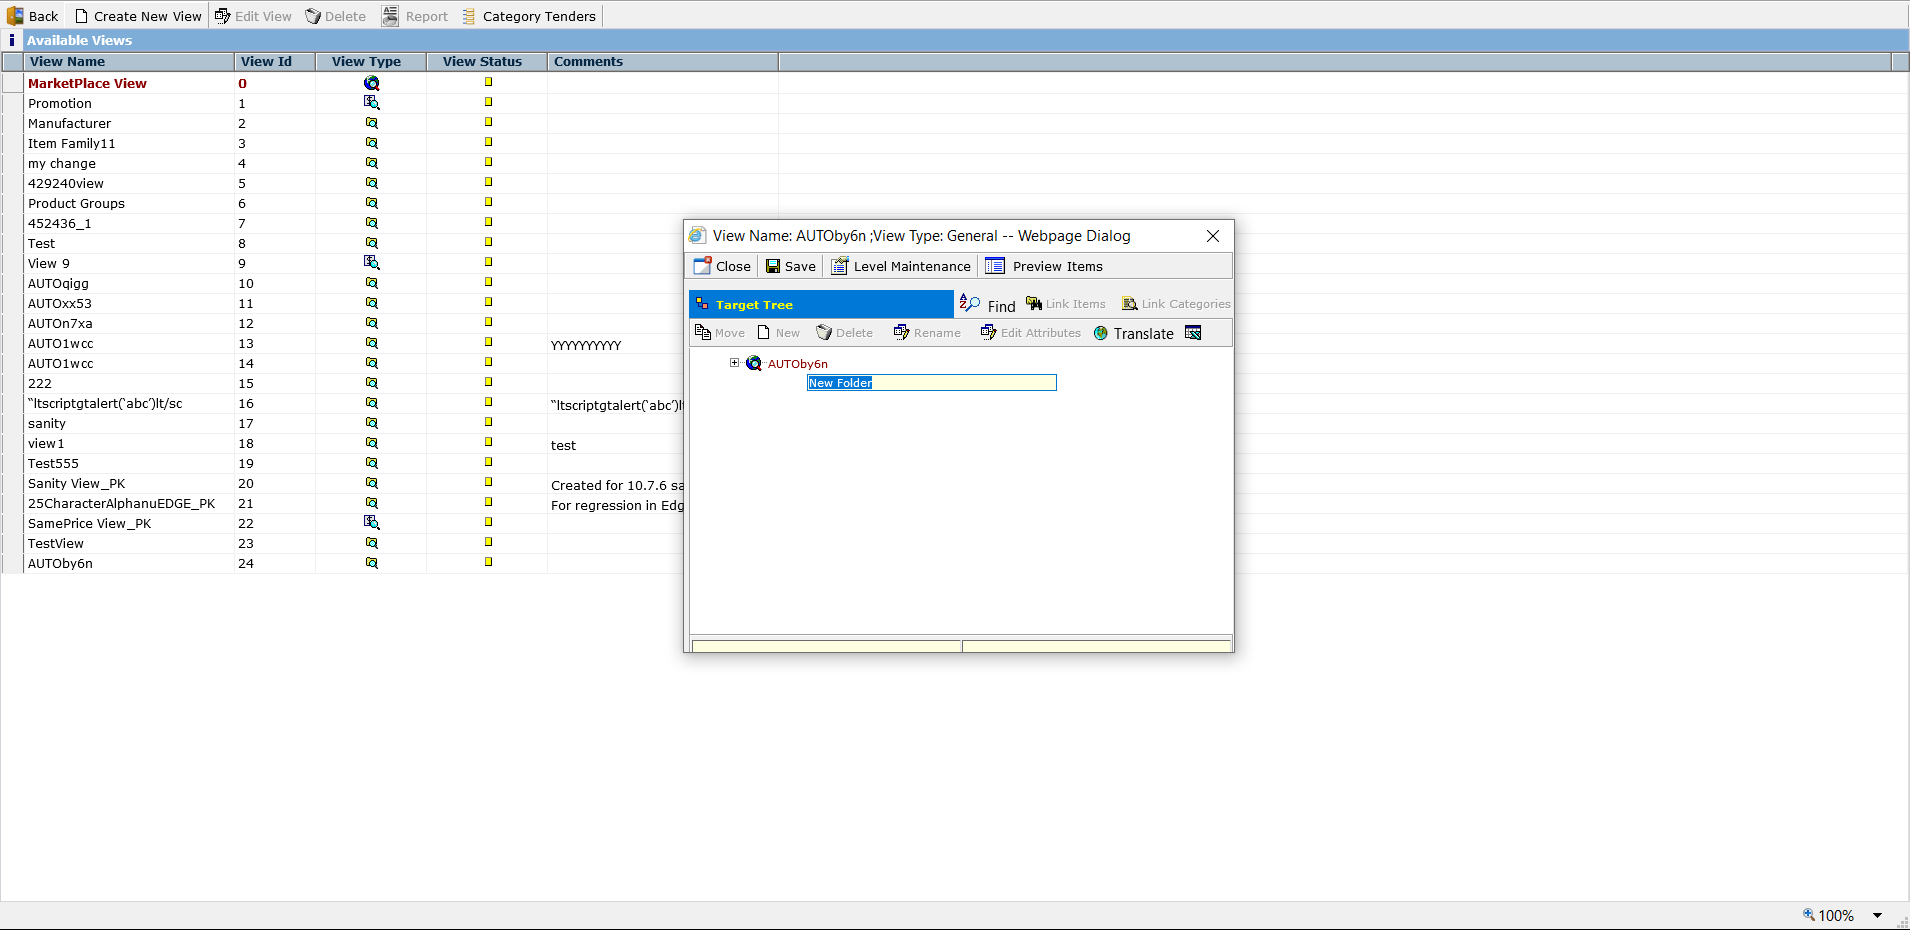 Back Create New View Edit View Delete Report Category Tenders
i Available Views
View Name View Id View Type View Status Comments
MarketPlace View 0
Promotion 1
Manufacturer 2
Item Family11 3
my change 4
429240view 5
Product Groups 6
452436_1 7
Test 8
View 9 9
AUTOqigg 10
AUTOxx53 11
AUTOn7xa 12
AUTO1wcc 13 YYYYYYYYYY
AUTO1wcc 14
222 15
“ltscriptgtalert(‘abc’)lt/sc 16 “ltscriptgtalert(‘abc’)lt
sanity 17
view1 18 test
Test555 19
Sanity View_PK 20 Created for 10.7.6 sa
25CharacterAlphanuEDGE_PK 21 For regression in Edg
SamePrice View_PK 22
TestView 23
AUTOby6n 24
View Name: AUTOby6n ;View Type: General -- Webpage Dialog
Close Save Level Maintenance Preview Items
Target Tree Find Link Items Link Categories
Move New Delete Rename Edit Attributes Translate
AUTOby6n
New Folder
100%